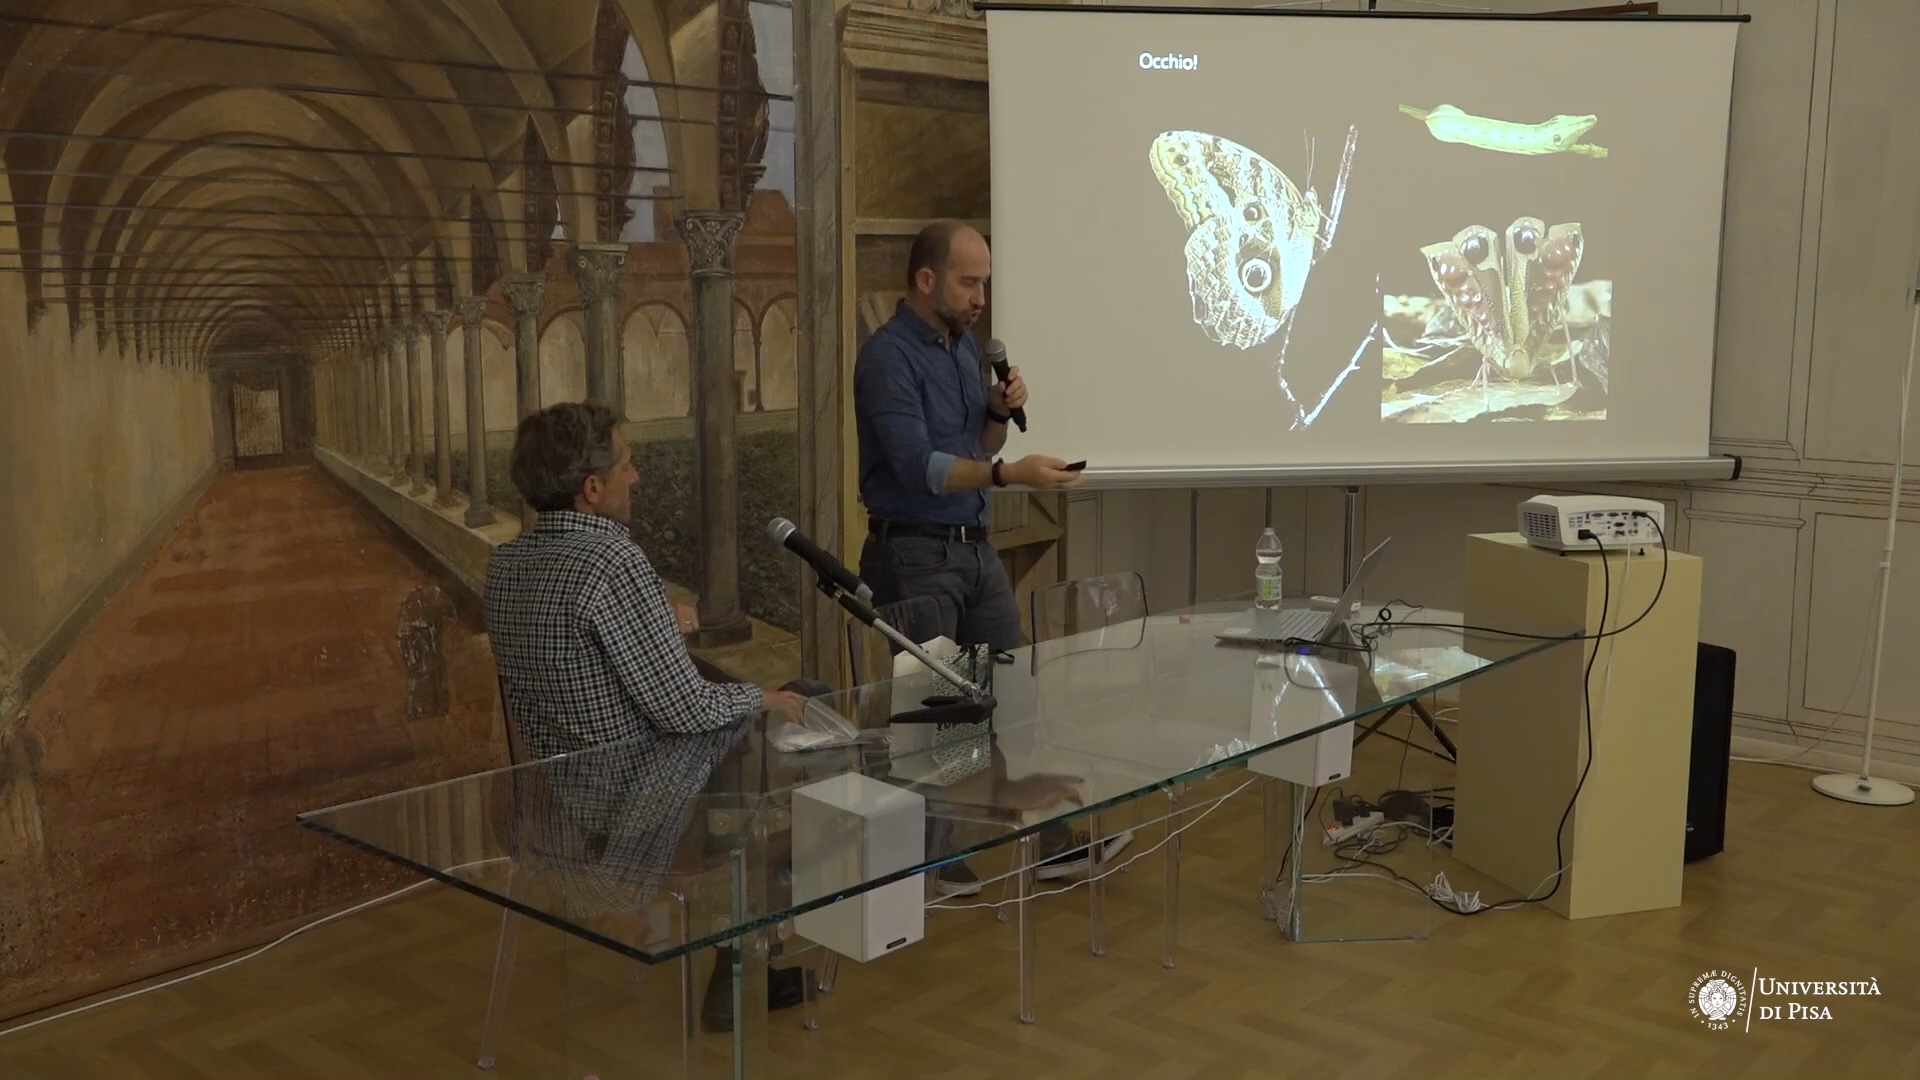 Occhio!
IN SUPREMÆ DIGNITATIS
· 1343 ·
UNIVERSITÀ
DI PISA